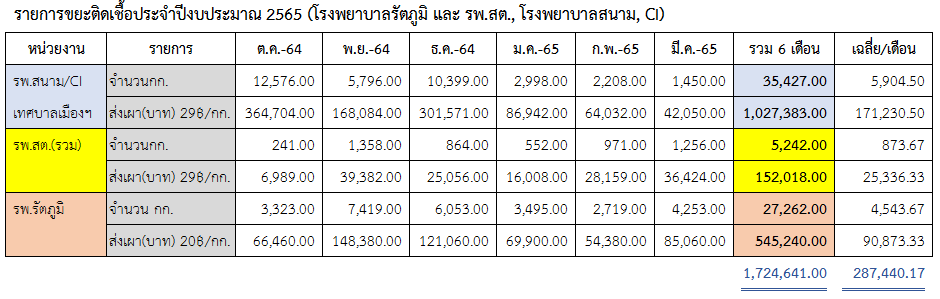 รายการขยะติดเชื้อประจำปีงบประมาณ 2565 (โรงพยาบาลรัตภูมิ และ รพ.สต., โรงพยาบาลสนาม, CI)
หน่วยงาน รายการ ต.ค.-64 พ.ย.-64 ธ.ค.-64 ม.ค.-65 ก.พ.-65 มี.ค.-65 รวม 6 เดือน เฉลี่ย/เดือน
รพ.สนาม/CI จำนวนกก. 12,576.00 5,796.00 10,399.00 2,998.00 2,208.00 1,450.00 35,427.00 5,904.50
เทศบาลเมืองฯ ส่งเผา(บาท) 29฿/กก. 364,704.00 168,084.00 301,571.00 86,942.00 64,032.00 42,050.00 1,027,383.00 171,230.50
รพ.สต.(รวม) จำนวนกก. 241.00 1,358.00 864.00 552.00 971.00 1,256.00 5,242.00 873.67
ส่งเผา(บาท) 29฿/กก. 6,989.00 39,382.00 25,056.00 16,008.00 28,159.00 36,424.00 152,018.00 25,336.33
รพ.รัตภูมิ จำนวน กก. 3,323.00 7,419.00 6,053.00 3,495.00 2,719.00 4,253.00 27,262.00 4,543.67
ส่งเผา(บาท) 20฿/กก. 66,460.00 148,380.00 121,060.00 69,900.00 54,380.00 85,060.00 545,240.00 90,873.33
1,724,641.00 287,440.17